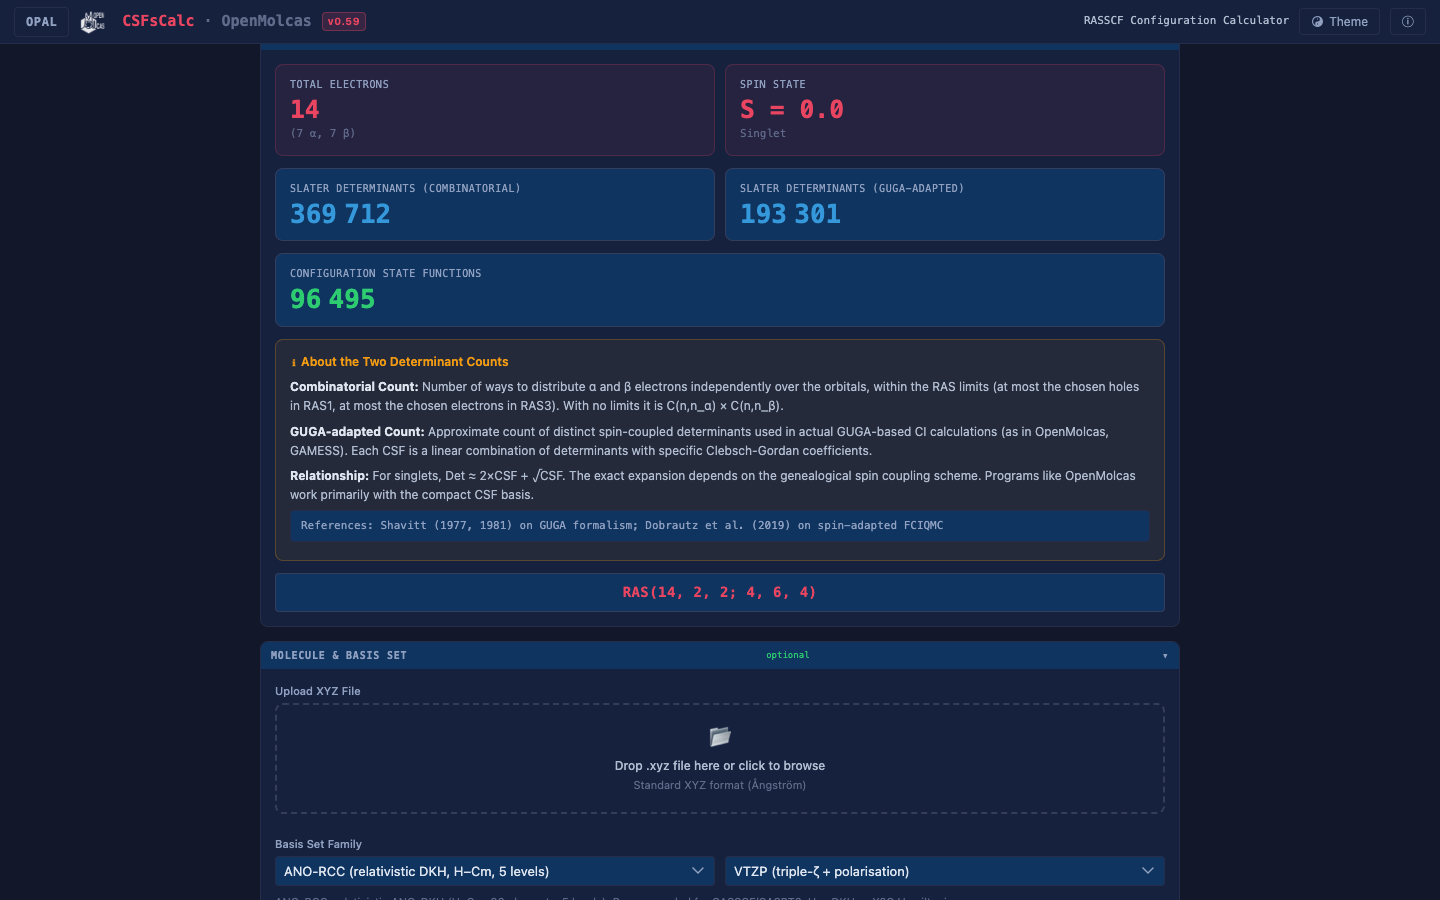 OPAL
CSFsCalc · OpenMolcas v0.59
RASSCF Configuration Calculator
Theme
TOTAL ELECTRONS
14
(7 α, 7 β)
SPIN STATE
S = 0.0
Singlet
SLATER DETERMINANTS (COMBINATORIAL)
369 712
SLATER DETERMINANTS (GUGA-ADAPTED)
193 301
CONFIGURATION STATE FUNCTIONS
96 495
ℹ About the Two Determinant Counts
Combinatorial Count: Number of ways to distribute α and β electrons independently over the orbitals, within the RAS limits (at most the chosen holes
in RAS1, at most the chosen electrons in RAS3). With no limits it is C(n,n_α) × C(n,n_β).
GUGA-adapted Count: Approximate count of distinct spin-coupled determinants used in actual GUGA-based CI calculations (as in OpenMolcas,
GAMESS). Each CSF is a linear combination of determinants with specific Clebsch-Gordan coefficients.
Relationship: For singlets, Det ≈ 2×CSF + √CSF. The exact expansion depends on the genealogical spin coupling scheme. Programs like OpenMolcas
work primarily with the compact CSF basis.
References: Shavitt (1977, 1981) on GUGA formalism; Dobrautz et al. (2019) on spin-adapted FCIQMC
RAS(14, 2, 2; 4, 6, 4)
MOLECULE & BASIS SET
optional
Upload XYZ File
Drop .xyz file here or click to browse
Standard XYZ format (Ångström)
Basis Set Family
ANO-RCC (relativistic DKH, H–Cm, 5 levels)
VTZP (triple-ζ + polarisation)